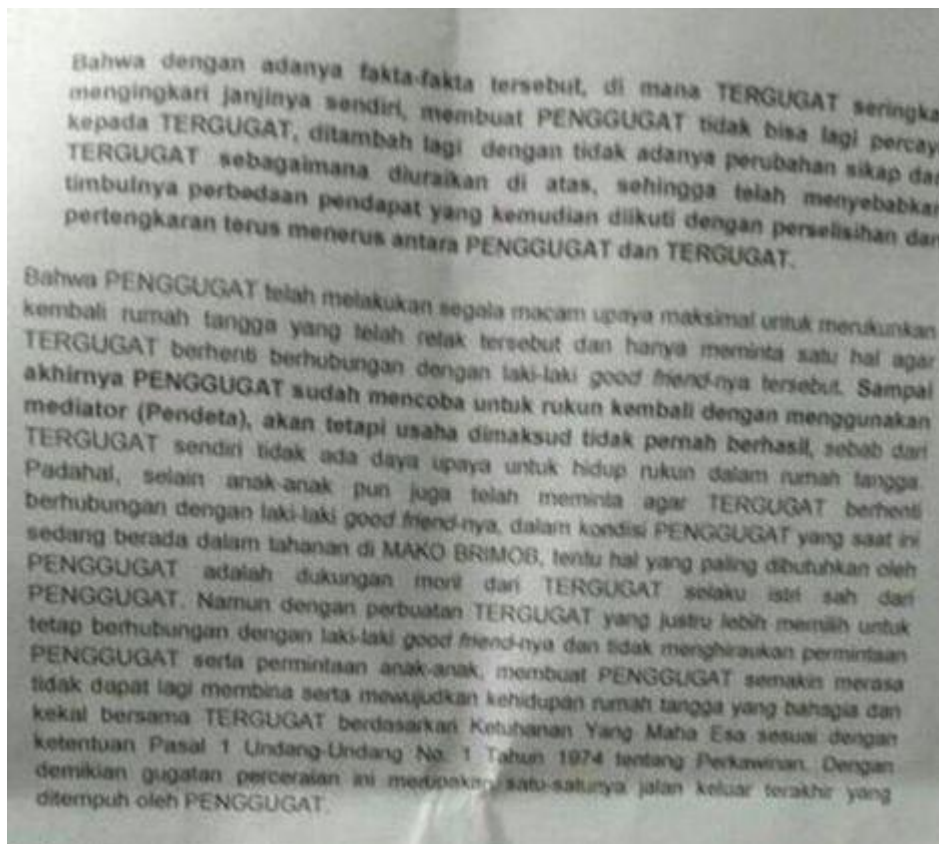 Bahwa dengan adanya fakta-fakta tersebut, di mana TERGUGAT seringka
mengingkari janjinya sendiri, membuat PENGGUGAT tidak bisa lagi percay
kepada TERGUGAT, ditambah lagi dengan tidak adanya perubahan sikap dar
TERGUGAT sebagaimana diuraikan di atas, sehingga telah menyebabkan
timbulnya perbedaan pendapat yang kemudian diikuti dengan perselisihan dan
pertengkaran terus menerus antara PENGGUGAT dan TERGUGAT.
Bahwa PENGGUGAT telah melakukan segala macam upaya maksimal untuk merukunkan
kembali rumah tangga yang telah retak tersebut dan hanya meminta satu hal agar
TERGUGAT berhenti berhubungan dengan laki-laki good friend-nya tersebut. Sampai
akhirnya PENGGUGAT sudah mencoba untuk rukun kembali dengan menggunakan
mediator (Pendeta), akan tetapi usaha dimaksud tidak pernah berhasil, sebab dari
TERGUGAT sendiri tidak ada daya upaya untuk hidup rukun dalam rumah tangga.
Padahal, selain anak-anak pun juga telah meminta agar TERGUGAT berhenti
berhubungan dengan laki-laki good friend-nya, dalam kondisi PENGGUGAT yang saat ini
sedang berada dalam tahanan di MAKO BRIMOB, tentu hal yang paling dibutuhkan oleh
PENGGUGAT adalah dukungan moril dari TERGUGAT selaku istri sah dari
PENGGUGAT. Namun dengan perbuatan TERGUGAT yang justru lebih memilih untuk
tetap berhubungan dengan laki-laki good friend-nya dan tidak menghiraukan permintaan
PENGGUGAT serta permintaan anak-anak, membuat PENGGUGAT semakin merasa
tidak dapat lagi membina serta mewujudkan kehidupan rumah tangga yang bahagia dan
kekal bersama TERGUGAT berdasarkan Ketuhanan Yang Maha Esa sesuai dengan
ketentuan Pasal 1 Undang-Undang No. 1 Tahun 1974 tentang Perkawinan. Dengan
demikian gugatan perceraian ini merupakan satu-satunya jalan keluar terakhir yang
ditempuh oleh PENGGUGAT.